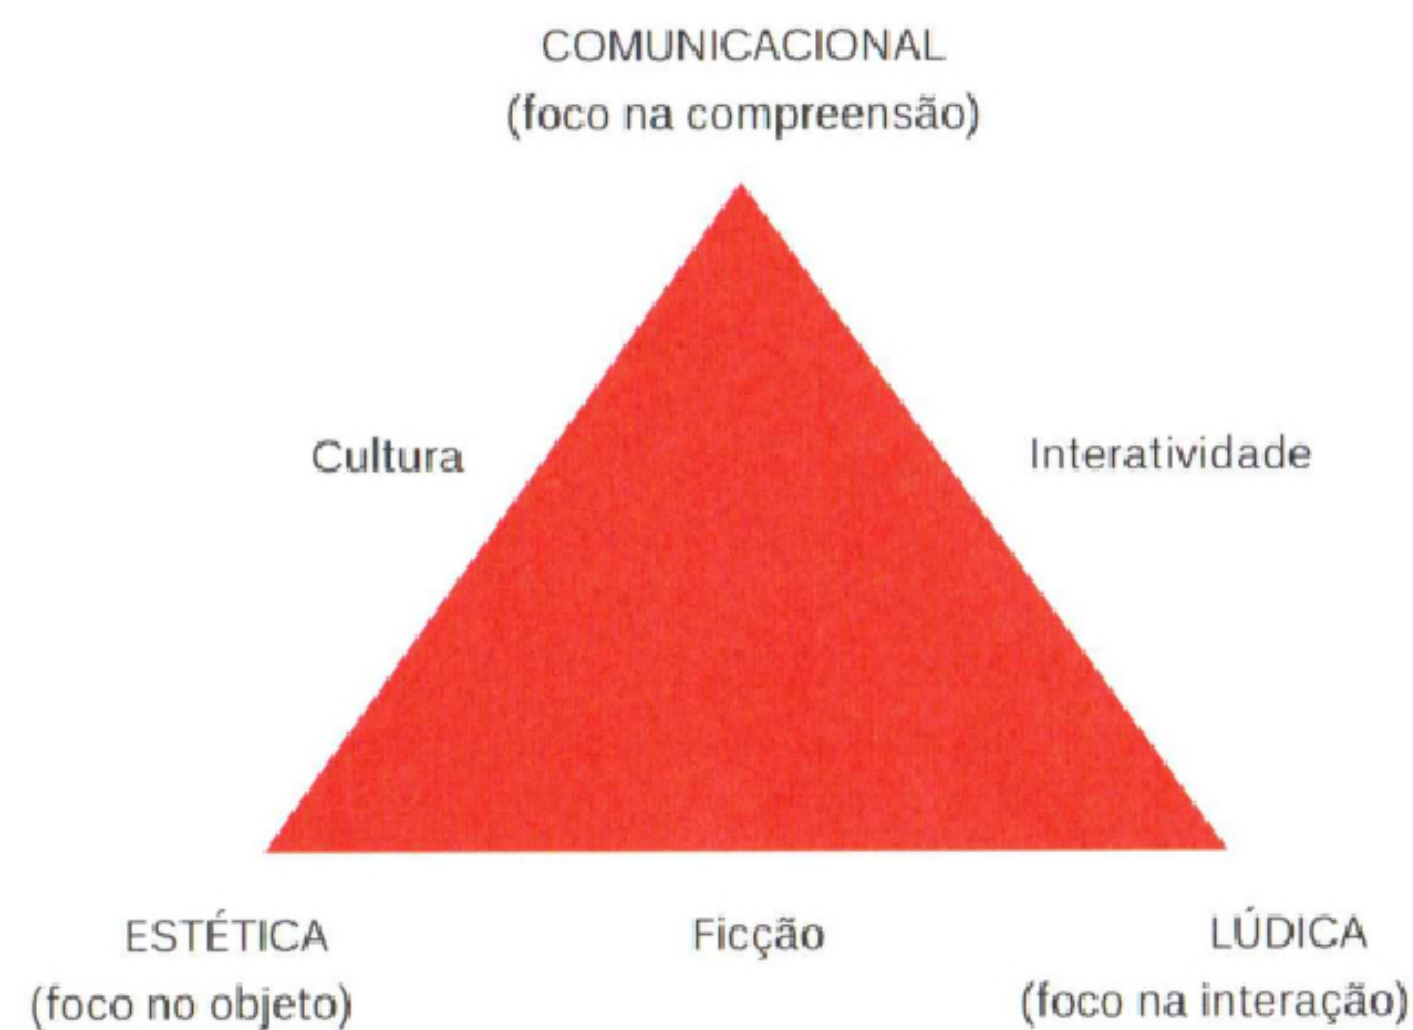 COMUNICACIONAL
(foco na compreensão)
Cultura
Interatividade
ESTÉTICA
(foco no objeto)
Ficção
LÚDICA
(foco na interação)